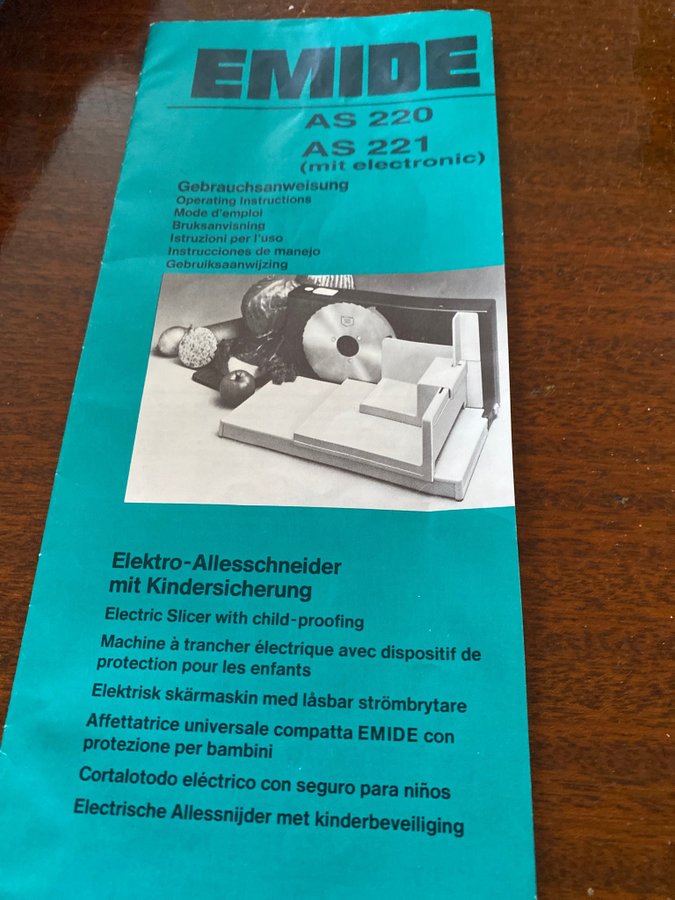 EMIDE
AS 220
AS 221
(mit electronic)
Gebrauchsanweisung
Operating Instructions
Mode d'emploi
Bruksanvisning
Istruzioni per l'uso
Instrucciones de manejo
Gebruiksaanwijzing
Elektro-Allesschneider
mit Kindersicherung
Electric Slicer with child-proofing
Machine à trancher électrique avec dispositif de
protection pour les enfants
Elektrisk skärmaskin med låsbar strömbrytare
Affettatrice universale compatta EMIDE con
protezione per bambini
Cortalotodo eléctrico con seguro para niños
Electrische Allessnijder met kinderbeveiliging